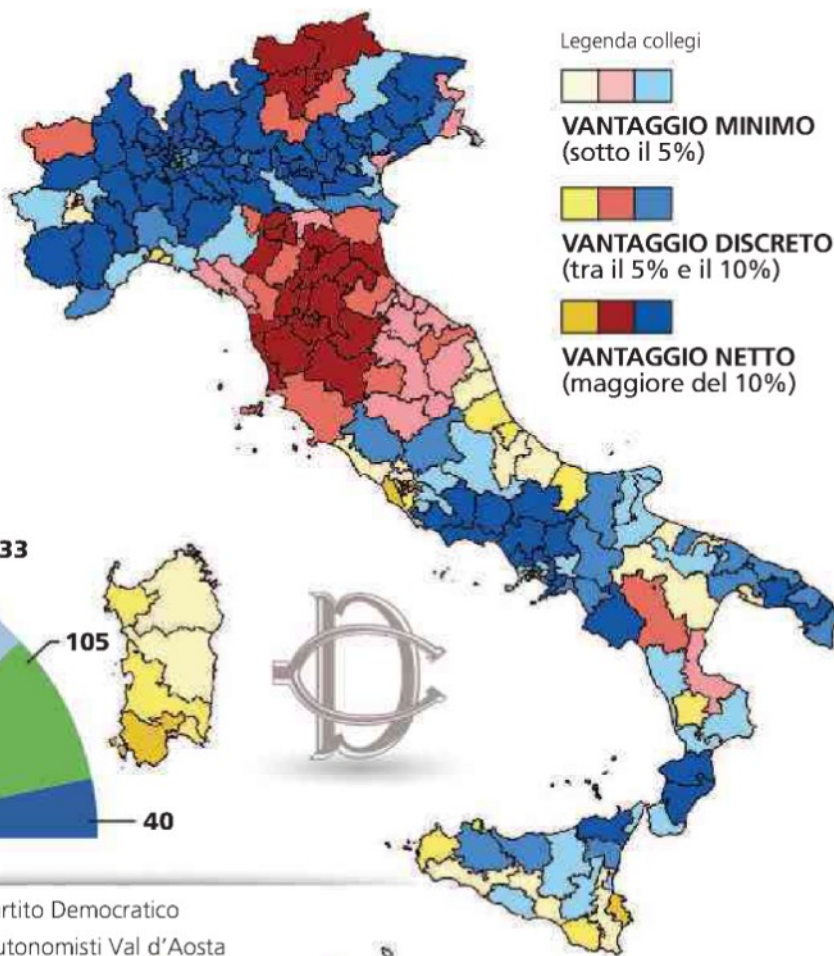 Legenda collegi
VANTAGGIO MINIMO
(sotto il 5%)
VANTAGGIO DISCRETO
(tra il 5% e il 10%)
VANTAGGIO NETTO
(maggiore del 10%)
33
105
40
rtito Democratico
utonomisti Val d'Aosta